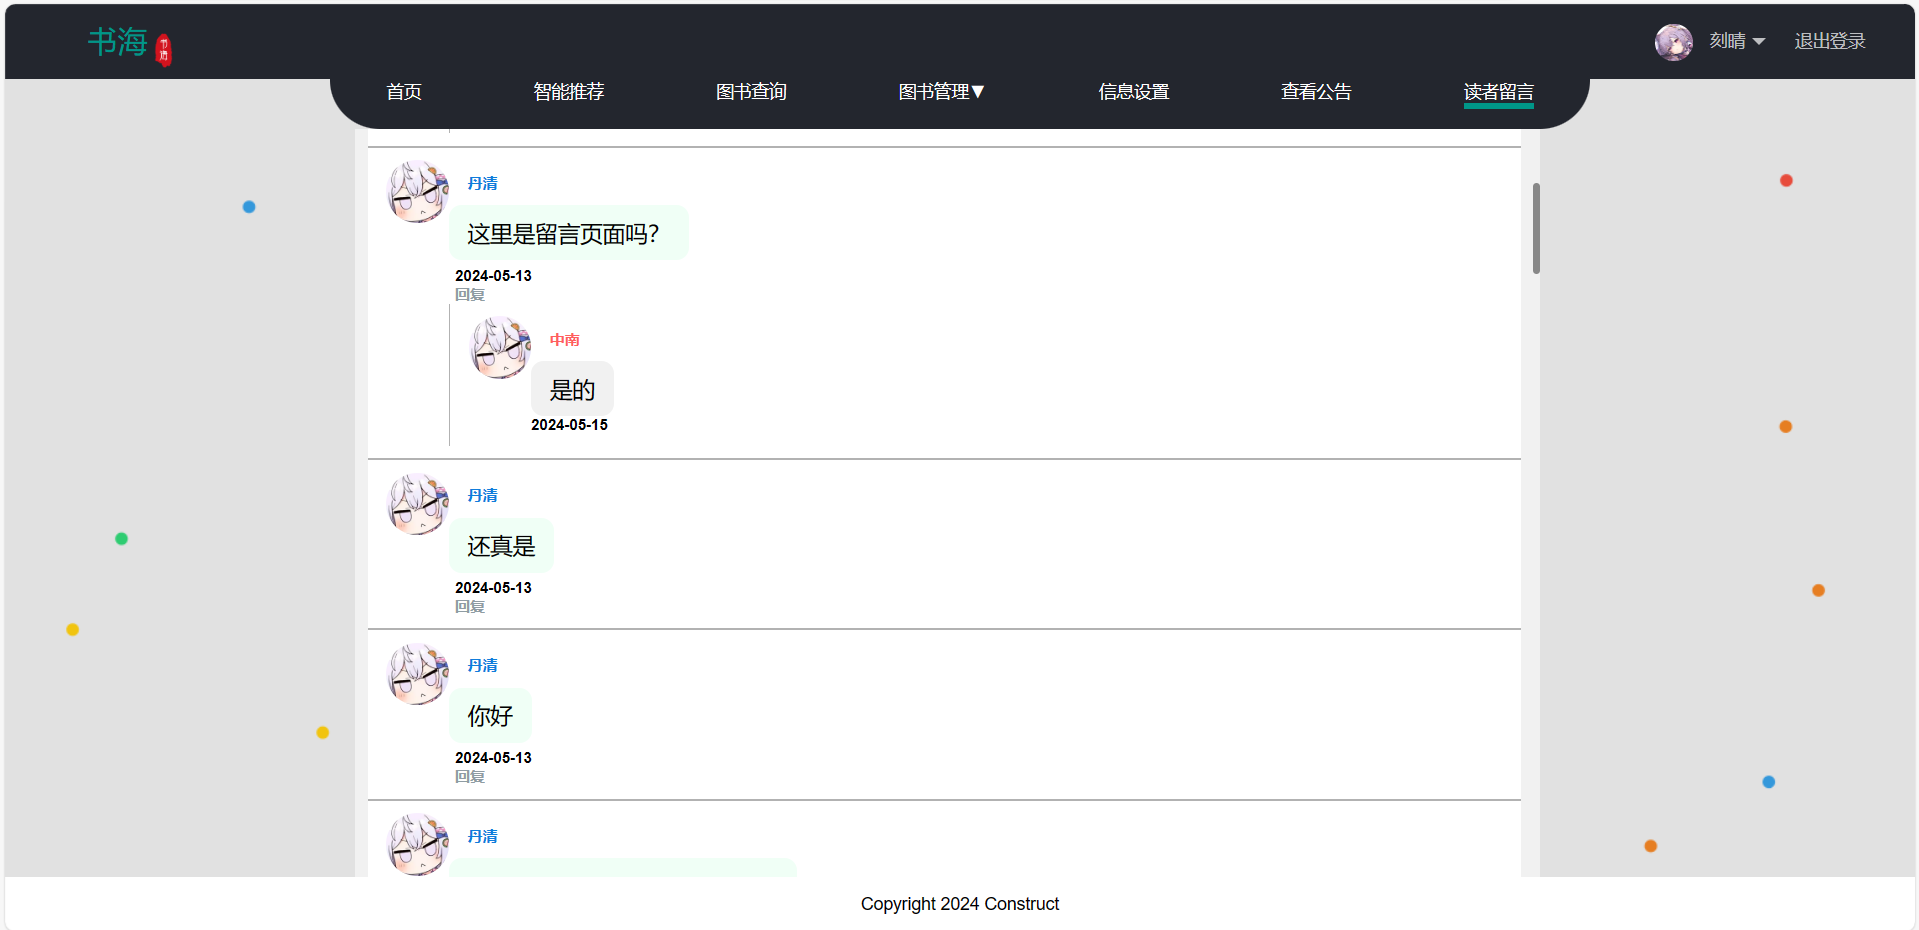 书海
书海
刻晴
退出登录
首页
智能推荐
图书查询
图书管理▼
信息设置
查看公告
读者留言
丹清
这里是留言页面吗?
2024-05-13
回复
中南
是的
2024-05-15
丹清
还真是
2024-05-13
回复
丹清
你好
2024-05-13
回复
丹清
Copyright 2024 Construct